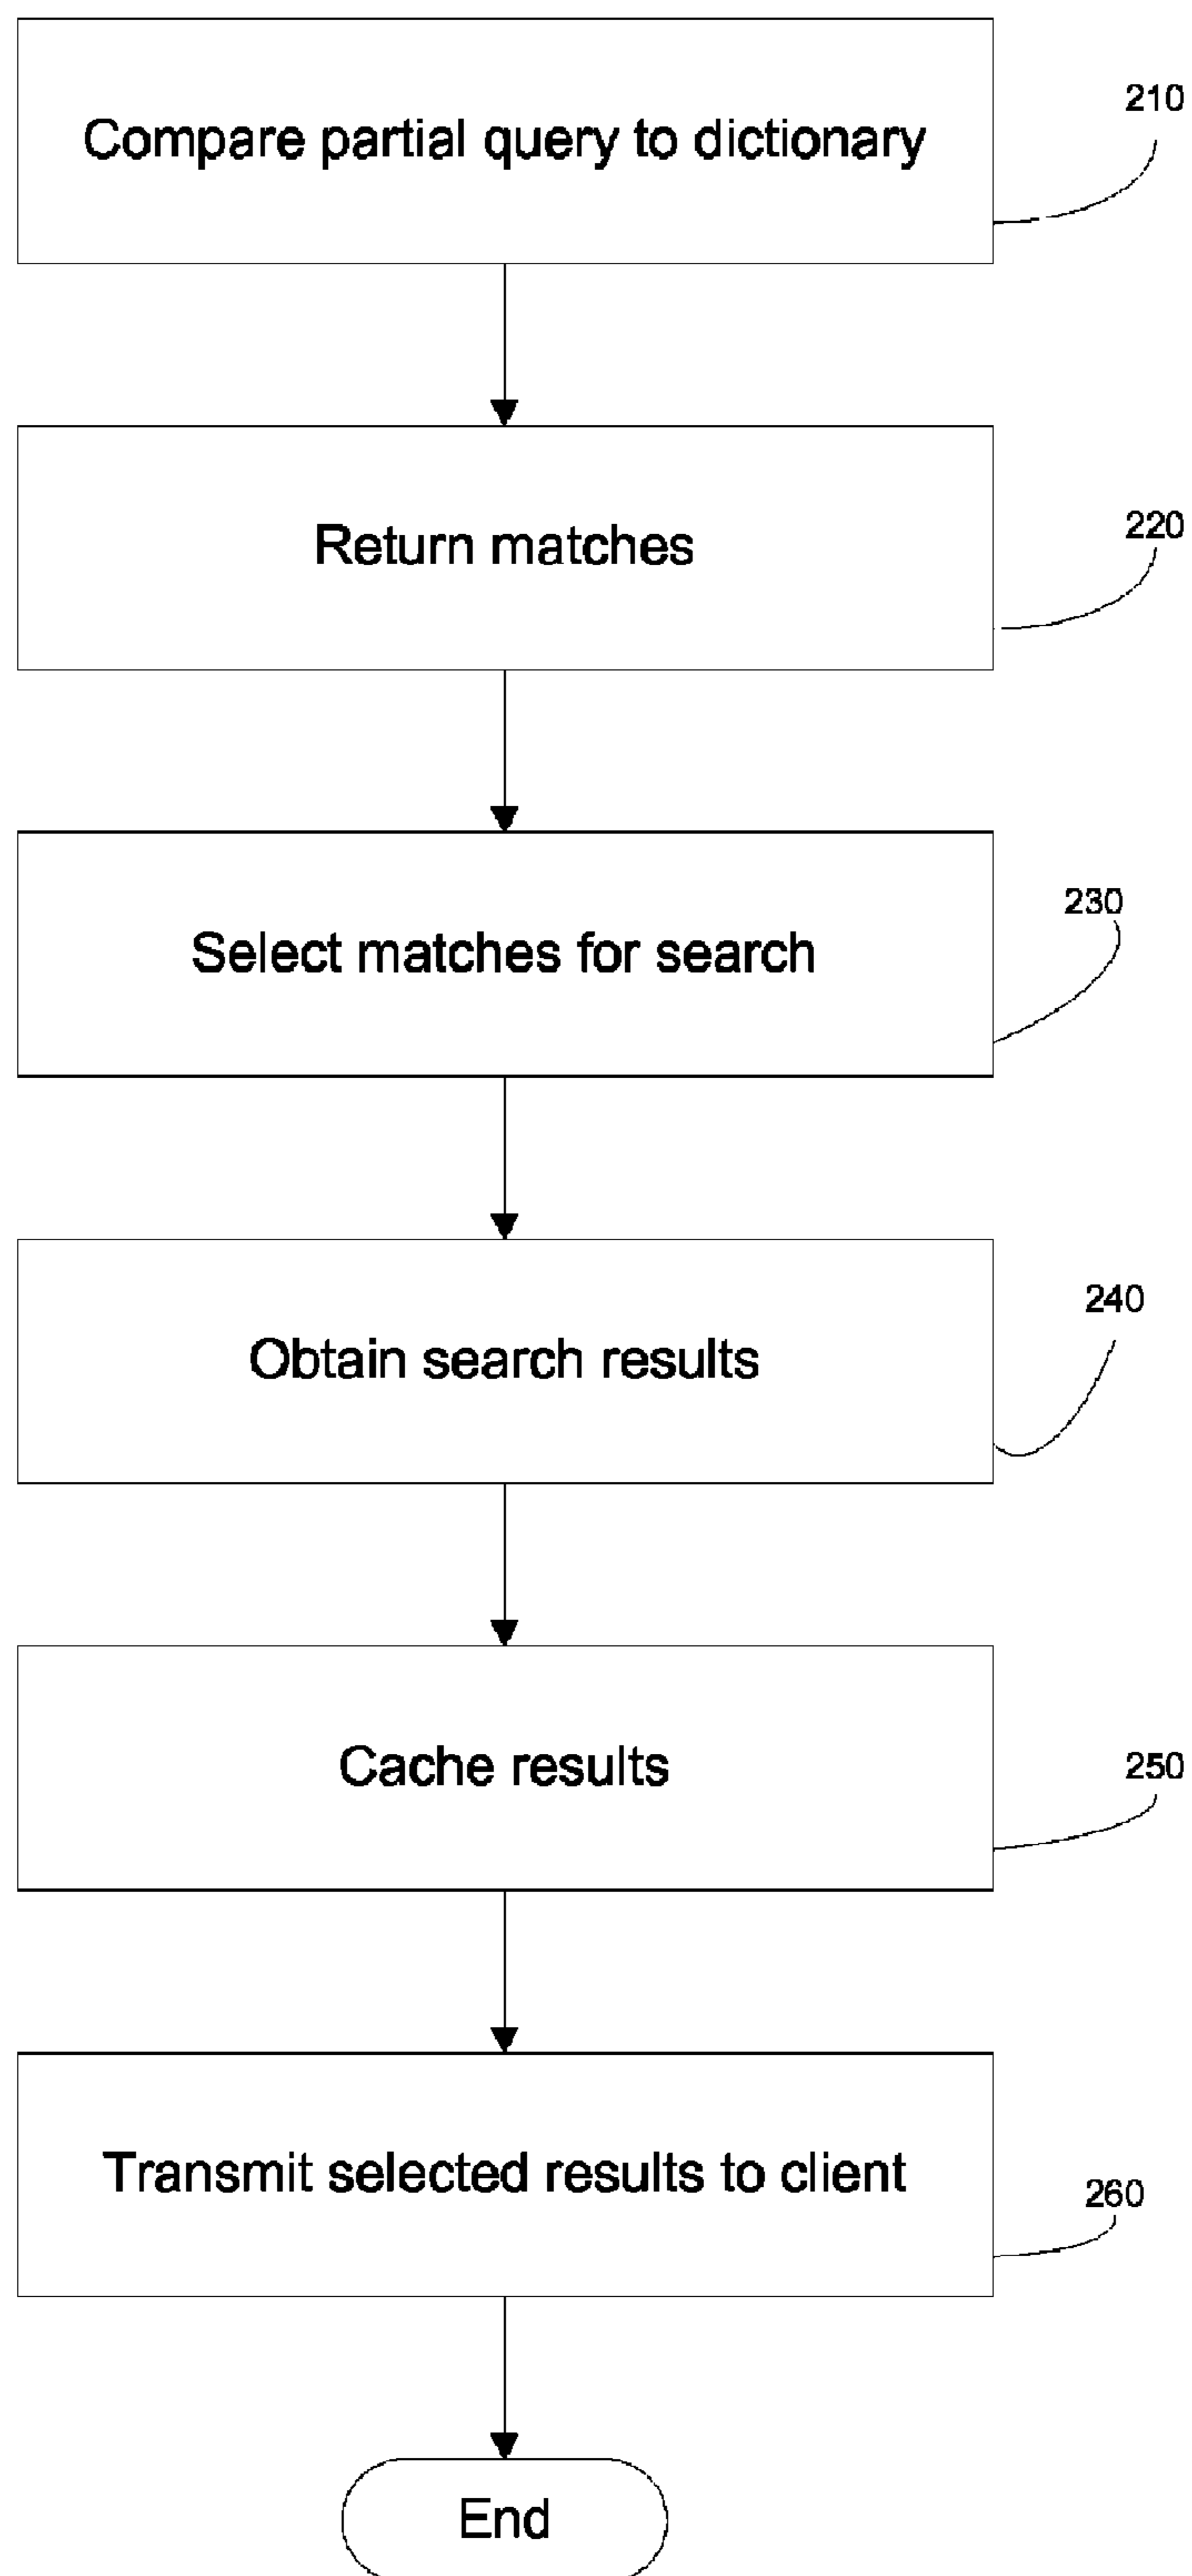 Compare partial query to dictionary
210
Return matches
220
Select matches for search
230
Obtain search results
240
Cache results
250
Transmit selected results to client
260
End